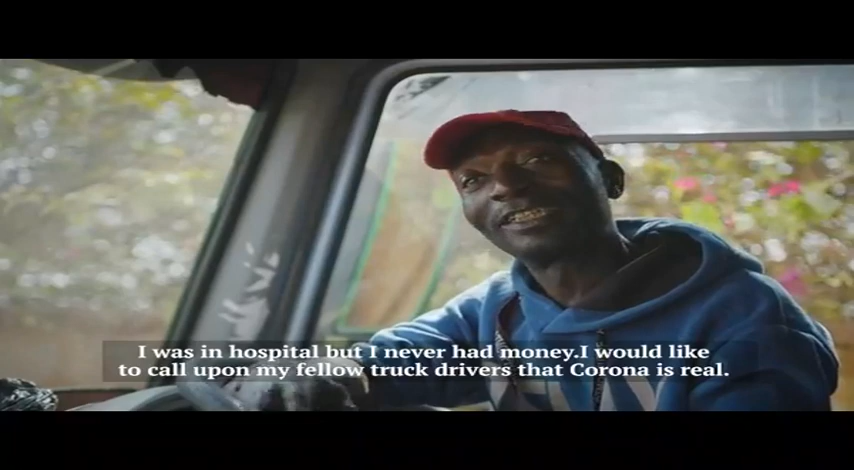 I was in hospital but I never had money.I would like
to call upon my fellow truck drivers that Corona is real.